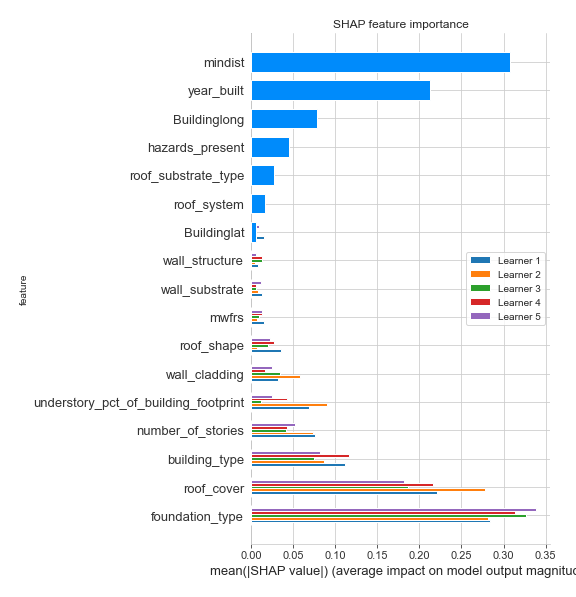 SHAP feature importance
mindist
year_built
Buildinglong
hazards_present
roof_substrate_type
roof_system
Buildinglat
wall_structure
wall_substrate
mwfrs
roof_shape
wall_cladding
understory_pct_of_building_footprint
number_of_stories
building_type
roof_cover
foundation_type
feature
Learner 1
Learner 2
Learner 3
Learner 4
Learner 5
0.00 0.05 0.10 0.15 0.20 0.25 0.30 0.35
mean(|SHAP value|) (average impact on model output magnitud